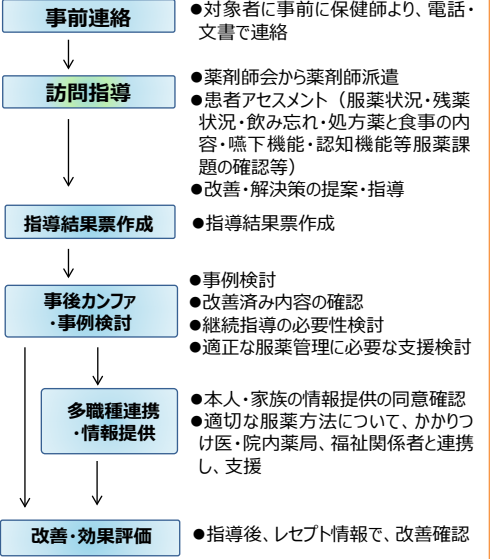 事前連絡
●対象者に事前に保健師より、電話・
文書で連絡
訪問指導
●薬剤師会から薬剤師派遣
●患者アセスメント（服薬状況・残薬
状況・飲み忘れ・処方薬と食事の内
容・嚥下機能・認知機能等服薬課
題の確認等）
●改善・解決策の提案・指導
指導結果票作成
●指導結果票作成
事後カンファ
・事例検討
●事例検討
●改善済み内容の確認
●継続指導の必要性検討
●適正な服薬管理に必要な支援検討
多職種連携
・情報提供
●本人・家族の情報提供の同意確認
●適切な服薬方法について、かかりつ
け医・院内薬局、福祉関係者と連携
し、支援
改善・効果評価
●指導後、レセプト情報で、改善確認